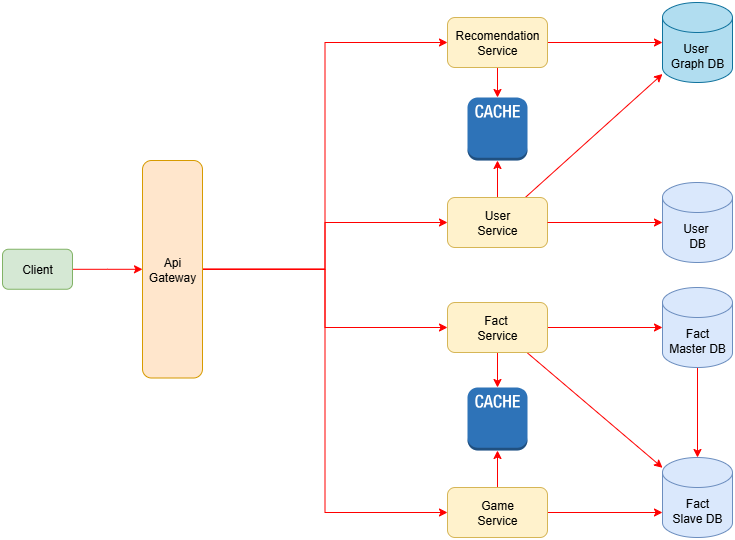 Recomendation
Service
User
Graph DB
CACHE
User
Service
User
DB
Client
Api
Gateway
Fact
Service
Fact
Master DB
CACHE
Game
Service
Fact
Slave DB